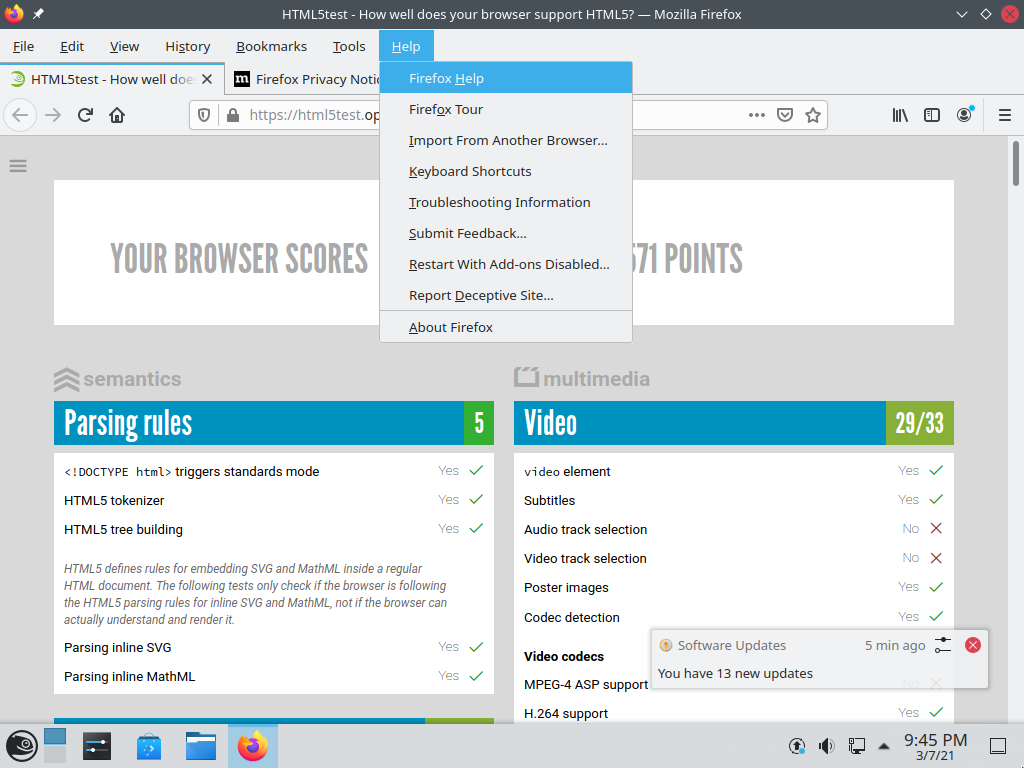 HTML5test - How well does your browser support HTML5? — Mozilla Firefox
File Edit View History Bookmarks Tools Help
HTML5test - How well doe
Firefox Privacy Notic
https://html5test.op
Firefox Help
Firefox Tour
Import From Another Browser...
Keyboard Shortcuts
Troubleshooting Information
Submit Feedback...
Restart With Add-ons Disabled...
Report Deceptive Site...
About Firefox
YOUR BROWSER SCORES 571 POINTS
semantics
Parsing rules 5
<!DOCTYPE html> triggers standards mode Yes
HTML5 tokenizer Yes
HTML5 tree building Yes
HTML5 defines rules for embedding SVG and MathML inside a regular
HTML document. The following tests only check if the browser is following
the HTML5 parsing rules for inline SVG and MathML, not if the browser can
actually understand and render it.
Parsing inline SVG Yes
Parsing inline MathML Yes
multimedia
Video 29/33
video element Yes
Subtitles Yes
Audio track selection No
Video track selection No
Poster images Yes
Codec detection Yes
Video codecs
MPEG-4 ASP support No
H.264 support Yes
Software Updates 5 min ago
You have 13 new updates
9:45 PM
3/7/21